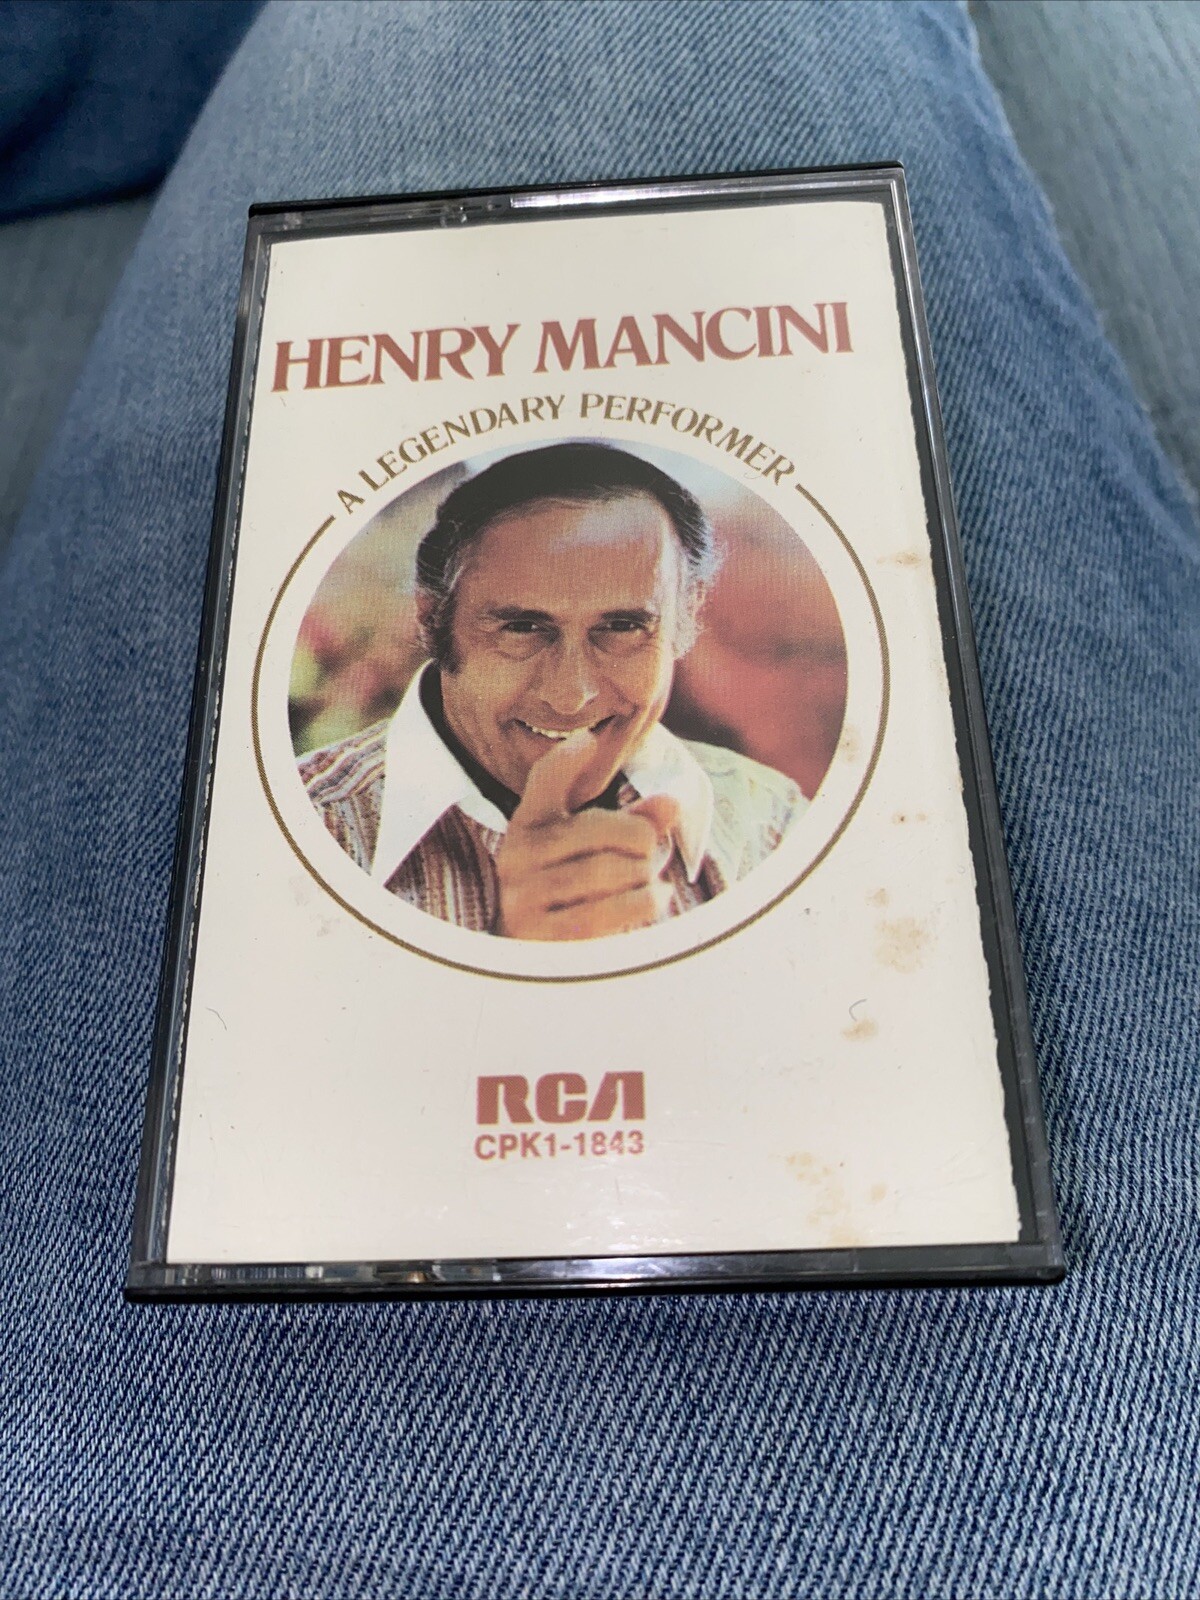 HENRY MANCINI
A LEGENDARY PERFORMER
RCA
CPK1-1843